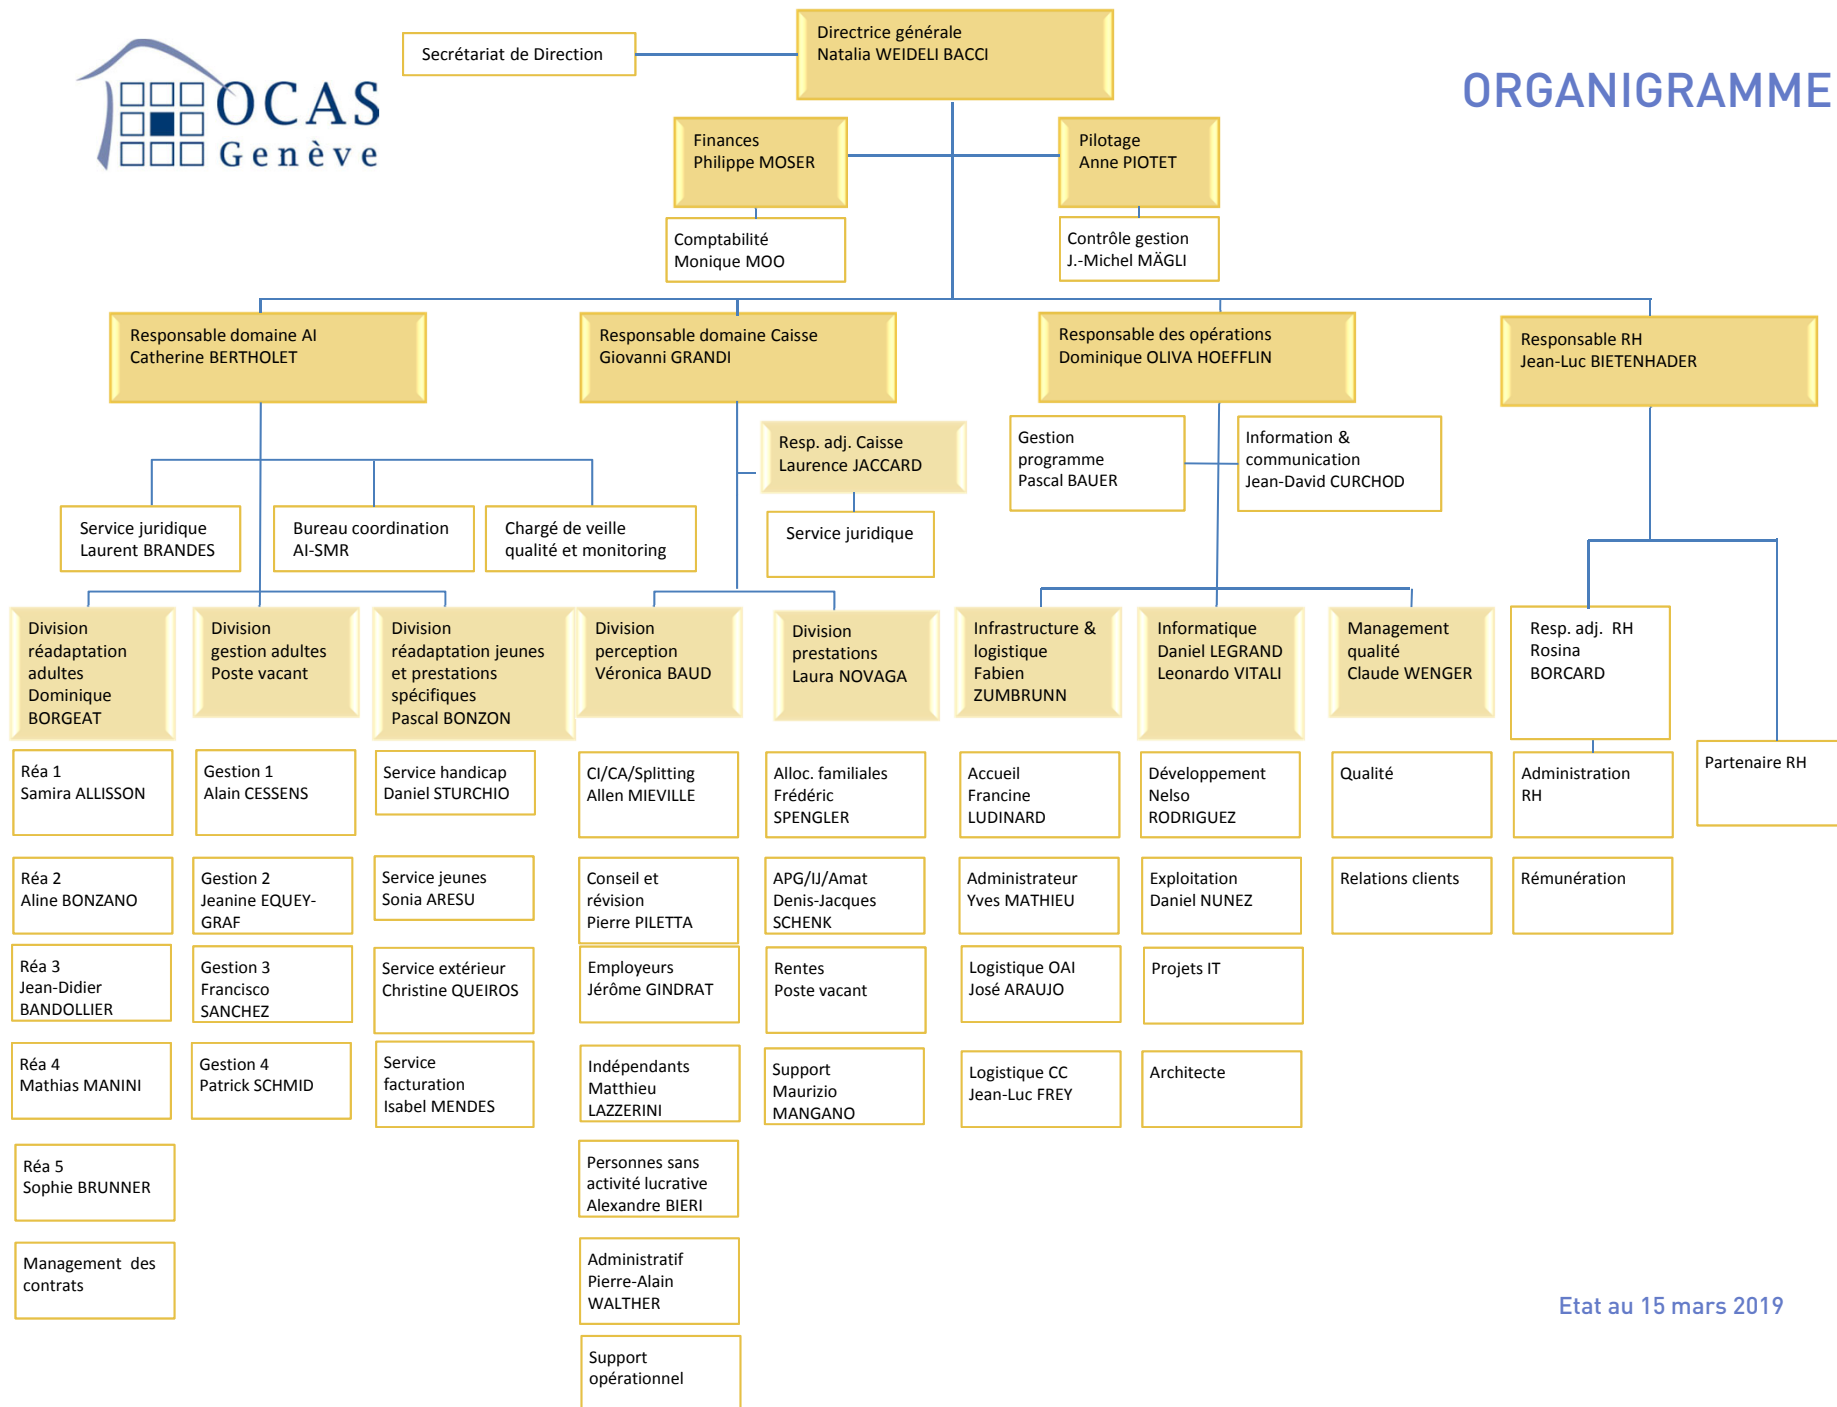 OCAS
Genève
Secrétariat de Direction
Directrice générale
Natalia WEIDELI BACCI
ORGANIGRAMME
Finances
Philippe MOSER
Pilotage
Anne PIOTET
Comptabilité
Monique MOO
Contrôle gestion
J.-Michel MÄGLI
Responsable domaine AI
Catherine BERTHOLET
Responsable domaine Caisse
Giovanni GRANDI
Responsable des opérations
Dominique OLIVA HOEFFLIN
Responsable RH
Jean-Luc BIETENHADER
Resp. adj. Caisse
Laurence JACCARD
Gestion
programme
Pascal BAUER
Information &
communication
Jean-David CURCHOD
Service juridique
Laurent BRANDES
Bureau coordination
AI-SMR
Chargé de veille
qualité et monitoring
Service juridique
Division
réadaptation
adultes
Dominique
BORGEAT
Division
gestion adultes
Poste vacant
Division
réadaptation jeunes
et prestations
spécifiques
Pascal BONZON
Division
perception
Véronica BAUD
Division
prestations
Laura NOVAGA
Infrastructure &
logistique
Fabien
ZUMBRUNN
Informatique
Daniel LEGRAND
Leonardo VITALI
Management
qualité
Claude WENGER
Resp. adj. RH
Rosina
BORCARD
Réa 1
Samira ALLISSON
Gestion 1
Alain CESSENS
Service handicap
Daniel STURCHIO
CI/CA/Splitting
Allen MIEVILLE
Alloc. familiales
Frédéric
SPENGLER
Accueil
Francine
LUDINARD
Développement
Nelso
RODRIGUEZ
Qualité
Administration
RH
Partenaire RH
Réa 2
Aline BONZANO
Gestion 2
Jeanine EQUEY-
GRAF
Service jeunes
Sonia ARESU
Conseil et
révision
Pierre PILETTA
APG/IJ/Amat
Denis-Jacques
SCHENK
Administrateur
Yves MATHIEU
Exploitation
Daniel NUNEZ
Relations clients
Rémunération
Réa 3
Jean-Didier
BANDOLLIER
Gestion 3
Francisco
SANCHEZ
Service extérieur
Christine QUEIROS
Employeurs
Jérôme GINDRAT
Rentes
Poste vacant
Logistique OAI
José ARAUJO
Projets IT
Réa 4
Mathias MANINI
Gestion 4
Patrick SCHMID
Service
facturation
Isabel MENDES
Indépendants
Matthieu
LAZZERINI
Support
Maurizio
MANGANO
Logistique CC
Jean-Luc FREY
Architecte
Réa 5
Sophie BRUNNER
Personnes sans
activité lucrative
Alexandre BIERI
Management des
contrats
Administratif
Pierre-Alain
WALTHER
Support
opérationnel
Etat au 15 mars 2019